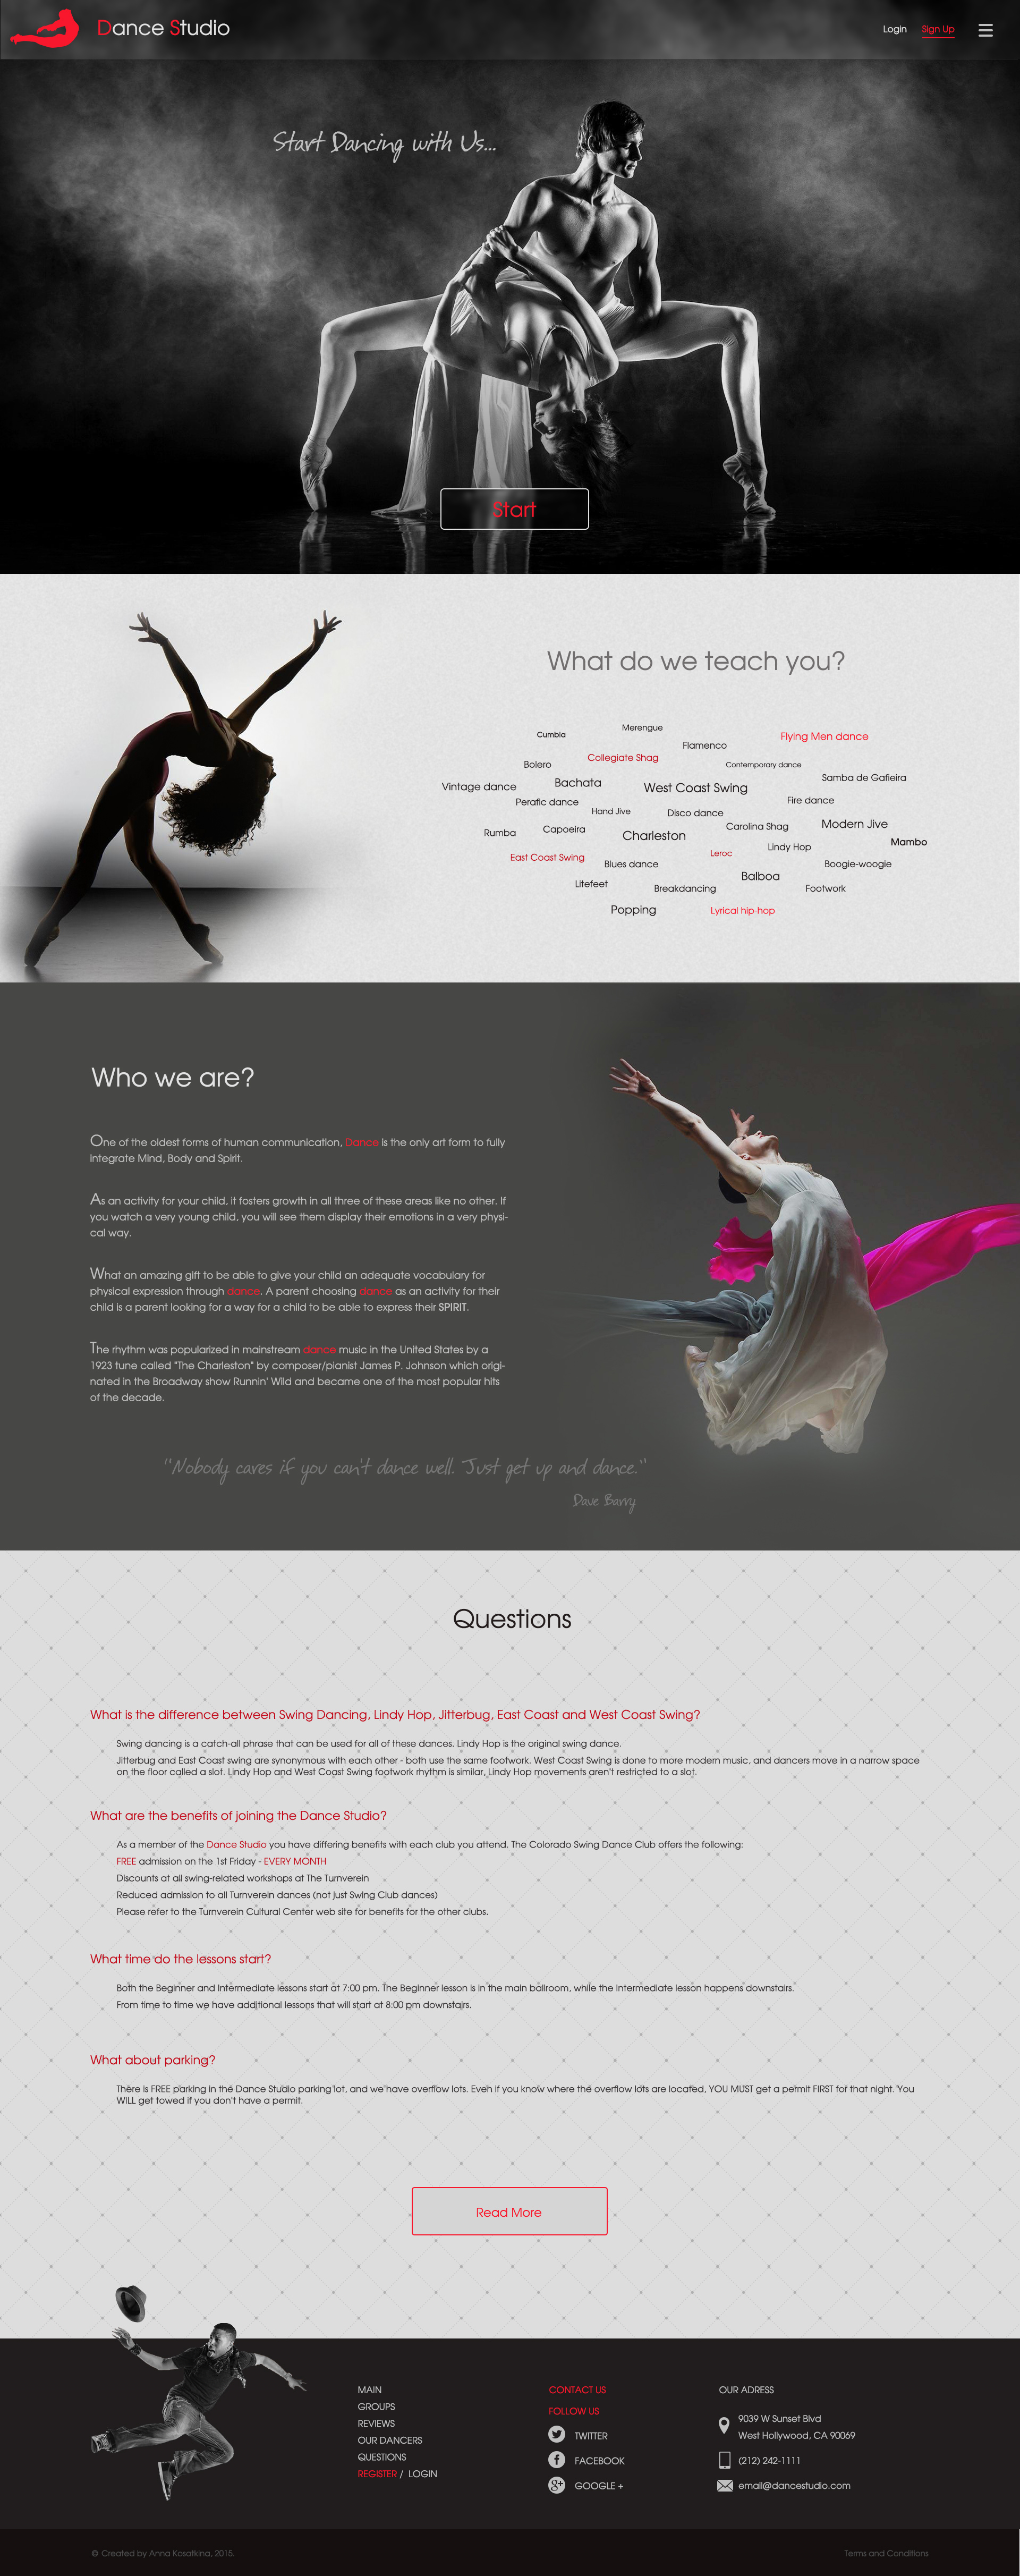 Dance Studio
Login Sign Up
Start Dancing with Us...
Start
What do we teach you?
Merengue
Cumbia
Flying Men dance
Flamenco
Collegiate Shag
Bolero
Contemporary dance
Samba de Gafieira
Bachata
Vintage dance
West Coast Swing
Perafic dance
Fire dance
Hand Jive
Disco dance
Modern Jive
Carolina Shag
Capoeira
Rumba
Charleston
Mambo
Lindy Hop
Leroc
East Coast Swing
Blues dance
Boogie-woogie
Balboa
Litefeet
Breakdancing
Footwork
Popping
Lyrical hip-hop
Who we are?
One of the oldest forms of human communication, Dance is the only art form to fully
integrate Mind, Body and Spirit.
As an activity for your child, it fosters growth in all three of these areas like no other. If
you watch a very young child, you will see them display their emotions in a very physi-
cal way.
What an amazing gift to be able to give your child an adequate vocabulary for
physical expression through dance. A parent choosing dance as an activity for their
child is a parent looking for a way for a child to be able to express their SPIRIT.
The rhythm was popularized in mainstream dance music in the United States by a
1923 tune called "The Charleston" by composer/pianist James P. Johnson which origi-
nated in the Broadway show Runnin' Wild and became one of the most popular hits
of the decade.
"Nobody cares if you can't dance well. Just get up and dance."
Dave Barry
Questions
What is the difference between Swing Dancing, Lindy Hop, Jitterbug, East Coast and West Coast Swing?
Swing dancing is a catch-all phrase that can be used for all of these dances. Lindy Hop is the original swing dance.
Jitterbug and East Coast swing are synonymous with each other - both use the same footwork. West Coast Swing is done to more modern music, and dancers move in a narrow space
on the floor called a slot. Lindy Hop and West Coast Swing footwork rhythm is similar, Lindy Hop movements aren't restricted to a slot.
What are the benefits of joining the Dance Studio?
As a member of the Dance Studio you have differing benefits with each club you attend. The Colorado Swing Dance Club offers the following:
FREE admission on the 1st Friday - EVERY MONTH
Discounts at all swing-related workshops at The Turnverein
Reduced admission to all Turnverein dances (not just Swing Club dances)
Please refer to the Turnverein Cultural Center web site for benefits for the other clubs.
What time do the lessons start?
Both the Beginner and Intermediate lessons start at 7:00 pm. The Beginner lesson is in the main ballroom, while the Intermediate lesson happens downstairs.
From time to time we have additional lessons that will start at 8:00 pm downstairs.
What about parking?
There is FREE parking in the Dance Studio parking lot, and we have overflow lots. Even if you know where the overflow lots are located, YOU MUST get a permit FIRST for that night. You
WILL get towed if you don't have a permit.
Read More
MAIN
GROUPS
REVIEWS
OUR DANCERS
QUESTIONS
REGISTER / LOGIN
CONTACT US
FOLLOW US
TWITTER
FACEBOOK
GOOGLE +
OUR ADRESS
9039 W Sunset Blvd
West Hollywood, CA 90069
(212) 242-1111
email@dancestudio.com
© Created by Anna Kosatkina, 2015.
Terms and Conditions